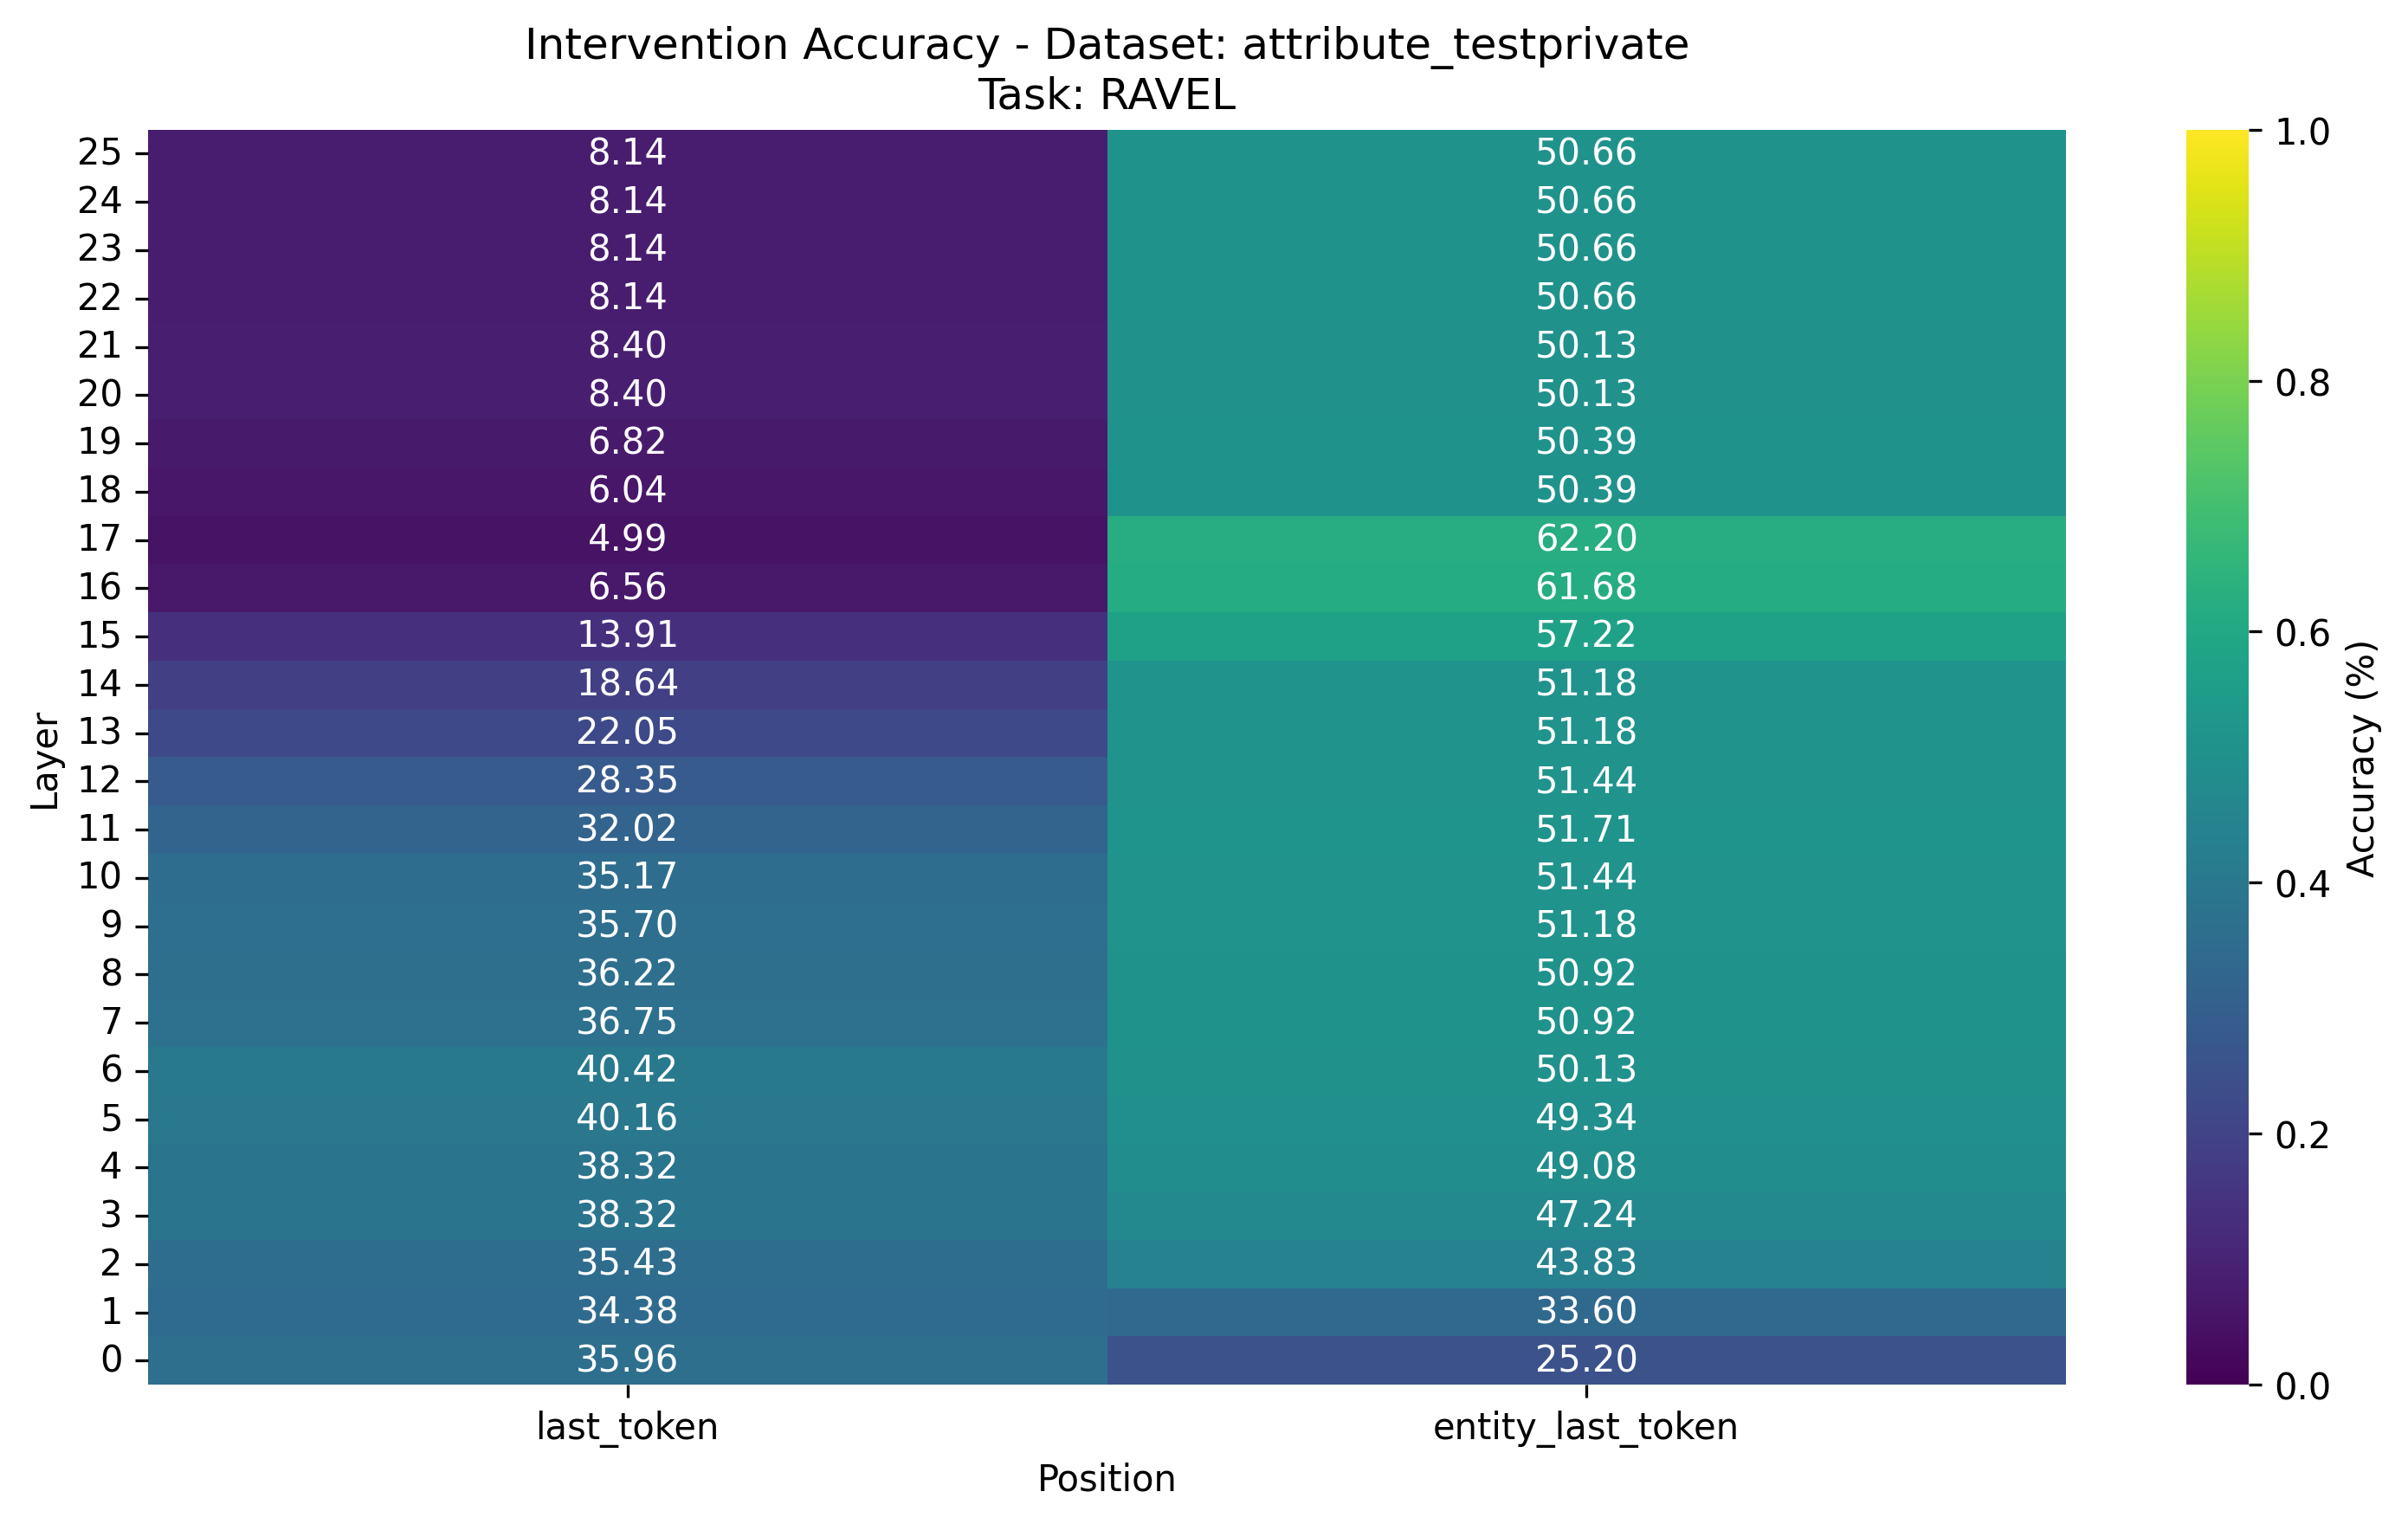 Intervention Accuracy - Dataset: attribute_testprivate
Task: RAVEL
25 8.14 50.66
24 8.14 50.66
23 8.14 50.66
22 8.14 50.66
21 8.40 50.13
20 8.40 50.13
19 6.82 50.39
18 6.04 50.39
17 4.99 62.20
16 6.56 61.68
15 13.91 57.22
14 18.64 51.18
13 22.05 51.18
12 28.35 51.44
11 32.02 51.71
10 35.17 51.44
9 35.70 51.18
8 36.22 50.92
7 36.75 50.92
6 40.42 50.13
5 40.16 49.34
4 38.32 49.08
3 38.32 47.24
2 35.43 43.83
1 34.38 33.60
0 35.96 25.20
Layer
last_token entity_last_token
Position
1.0
0.8
0.6
0.4
0.2
0.0
Accuracy (%)